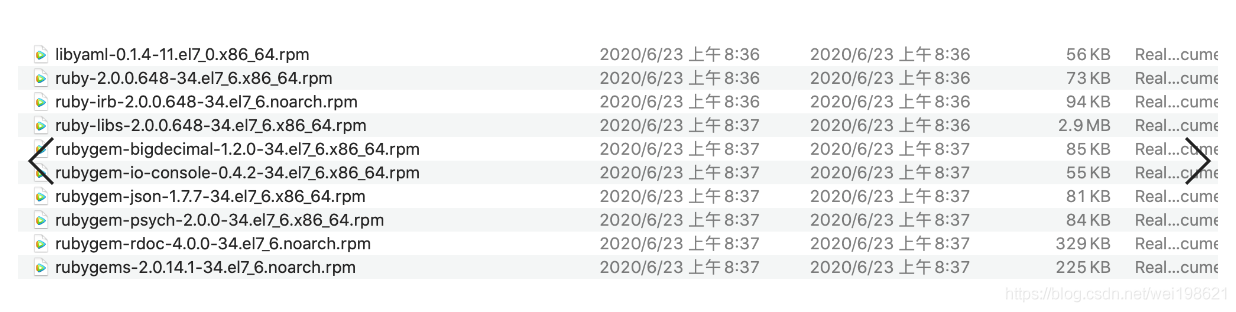 libyaml-0.1.4-11.el7_0.x86_64.rpm 2020/6/23 上午8:36 2020/6/23 上午8:36 56 KB Real...cume
ruby-2.0.0.648-34.el7_6.x86_64.rpm 2020/6/23 上午8:36 2020/6/23 上午8:36 73 KB Real...cume
ruby-irb-2.0.0.648-34.el7_6.noarch.rpm 2020/6/23 上午8:36 2020/6/23 上午8:36 94 KB Real...cume
ruby-libs-2.0.0.648-34.el7_6.x86_64.rpm 2020/6/23 上午8:37 2020/6/23 上午8:36 2.9 MB Real...cume
rubygem-bigdecimal-1.2.0-34.el7_6.x86_64.rpm 2020/6/23 上午8:37 2020/6/23 上午8:37 85 KB Real...cume
rubygem-io-console-0.4.2-34.el7_6.x86_64.rpm 2020/6/23 上午8:37 2020/6/23 上午8:37 55 KB Real...cume
rubygem-json-1.7.7-34.el7_6.x86_64.rpm 2020/6/23 上午8:37 2020/6/23 上午8:37 81 KB Real...cume
rubygem-psych-2.0.0-34.el7_6.x86_64.rpm 2020/6/23 上午8:37 2020/6/23 上午8:37 84 KB Real...cume
rubygem-rdoc-4.0.0-34.el7_6.noarch.rpm 2020/6/23 上午8:37 2020/6/23 上午8:37 329 KB Real...cume
rubygems-2.0.14.1-34.el7_6.noarch.rpm 2020/6/23 上午8:37 2020/6/23 上午8:37 225 KB Real...cume
https://blog.csdn.net/wei198621